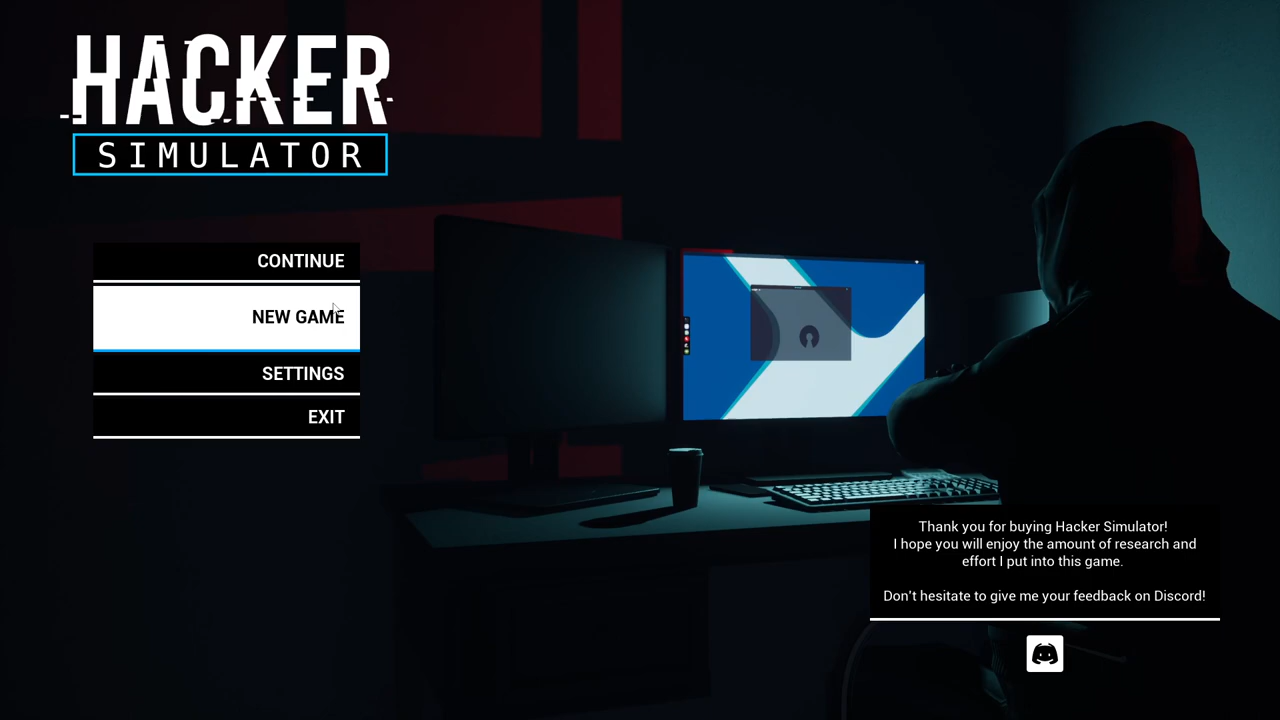 HACKER
SIMULATOR
CONTINUE
NEW GAME
SETTINGS
EXIT
Thank you for buying Hacker Simulator!
I hope you will enjoy the amount of research and
effort I put into this game.
Don't hesitate to give me your feedback on Discord!